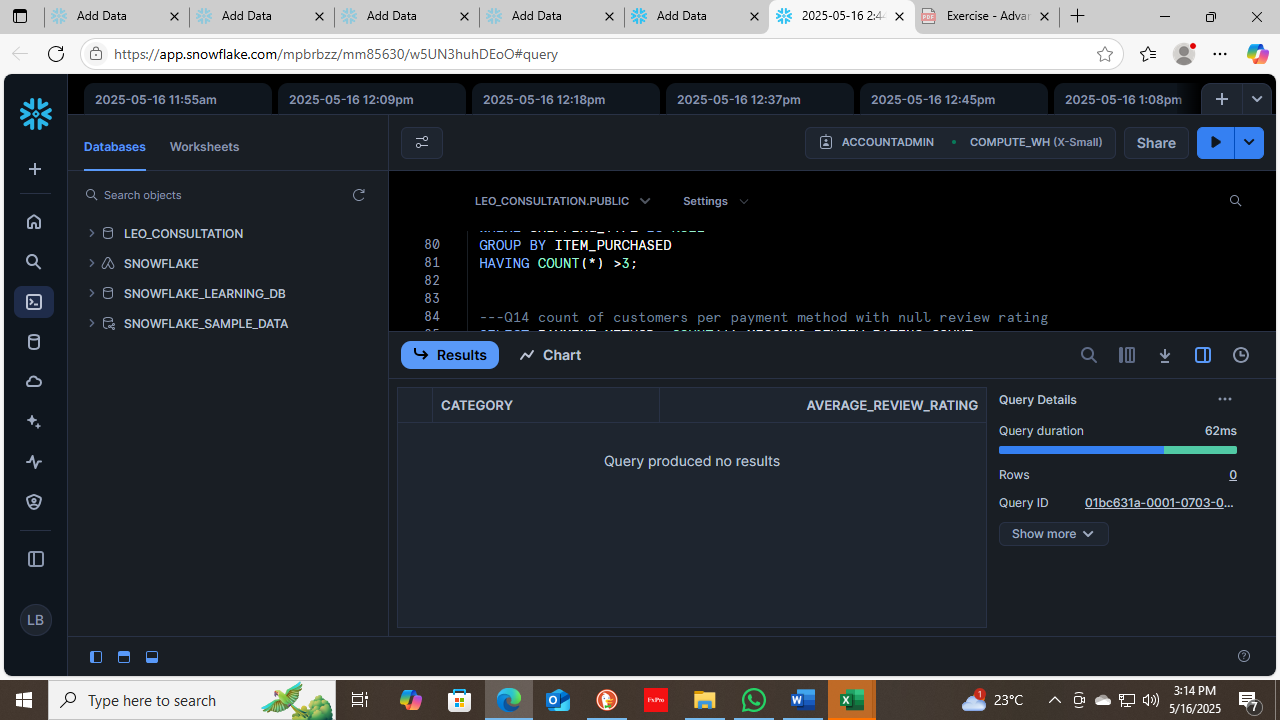 Add Data
Add Data
Add Data
Add Data
Add Data
2025-05-16 2:44
Exercise - Advan
https://app.snowflake.com/mpbrbzz/mm85630/w5UN3huhDEoO#query
2025-05-16 11:55am
2025-05-16 12:09pm
2025-05-16 12:18pm
2025-05-16 12:37pm
2025-05-16 12:45pm
2025-05-16 1:08pm
Databases
Worksheets
ACCOUNTADMIN
COMPUTE_WH (X-Small)
Share
Search objects
LEO_CONSULTATION.PUBLIC
Settings
LEO_CONSULTATION
SNOWFLAKE
SNOWFLAKE_LEARNING_DB
SNOWFLAKE_SAMPLE_DATA
80 GROUP BY ITEM_PURCHASED
81 HAVING COUNT(*) >3;
82
83
84 ---Q14 count of customers per payment method with null review rating
Results
Chart
CATEGORY
AVERAGE_REVIEW_RATING
Query produced no results
Query Details
Query duration
62ms
Rows
0
Query ID
01bc631a-0001-0703-0...
Show more
LB
Type here to search
FxPro
1
23°C
3:14 PM
5/16/2025
7